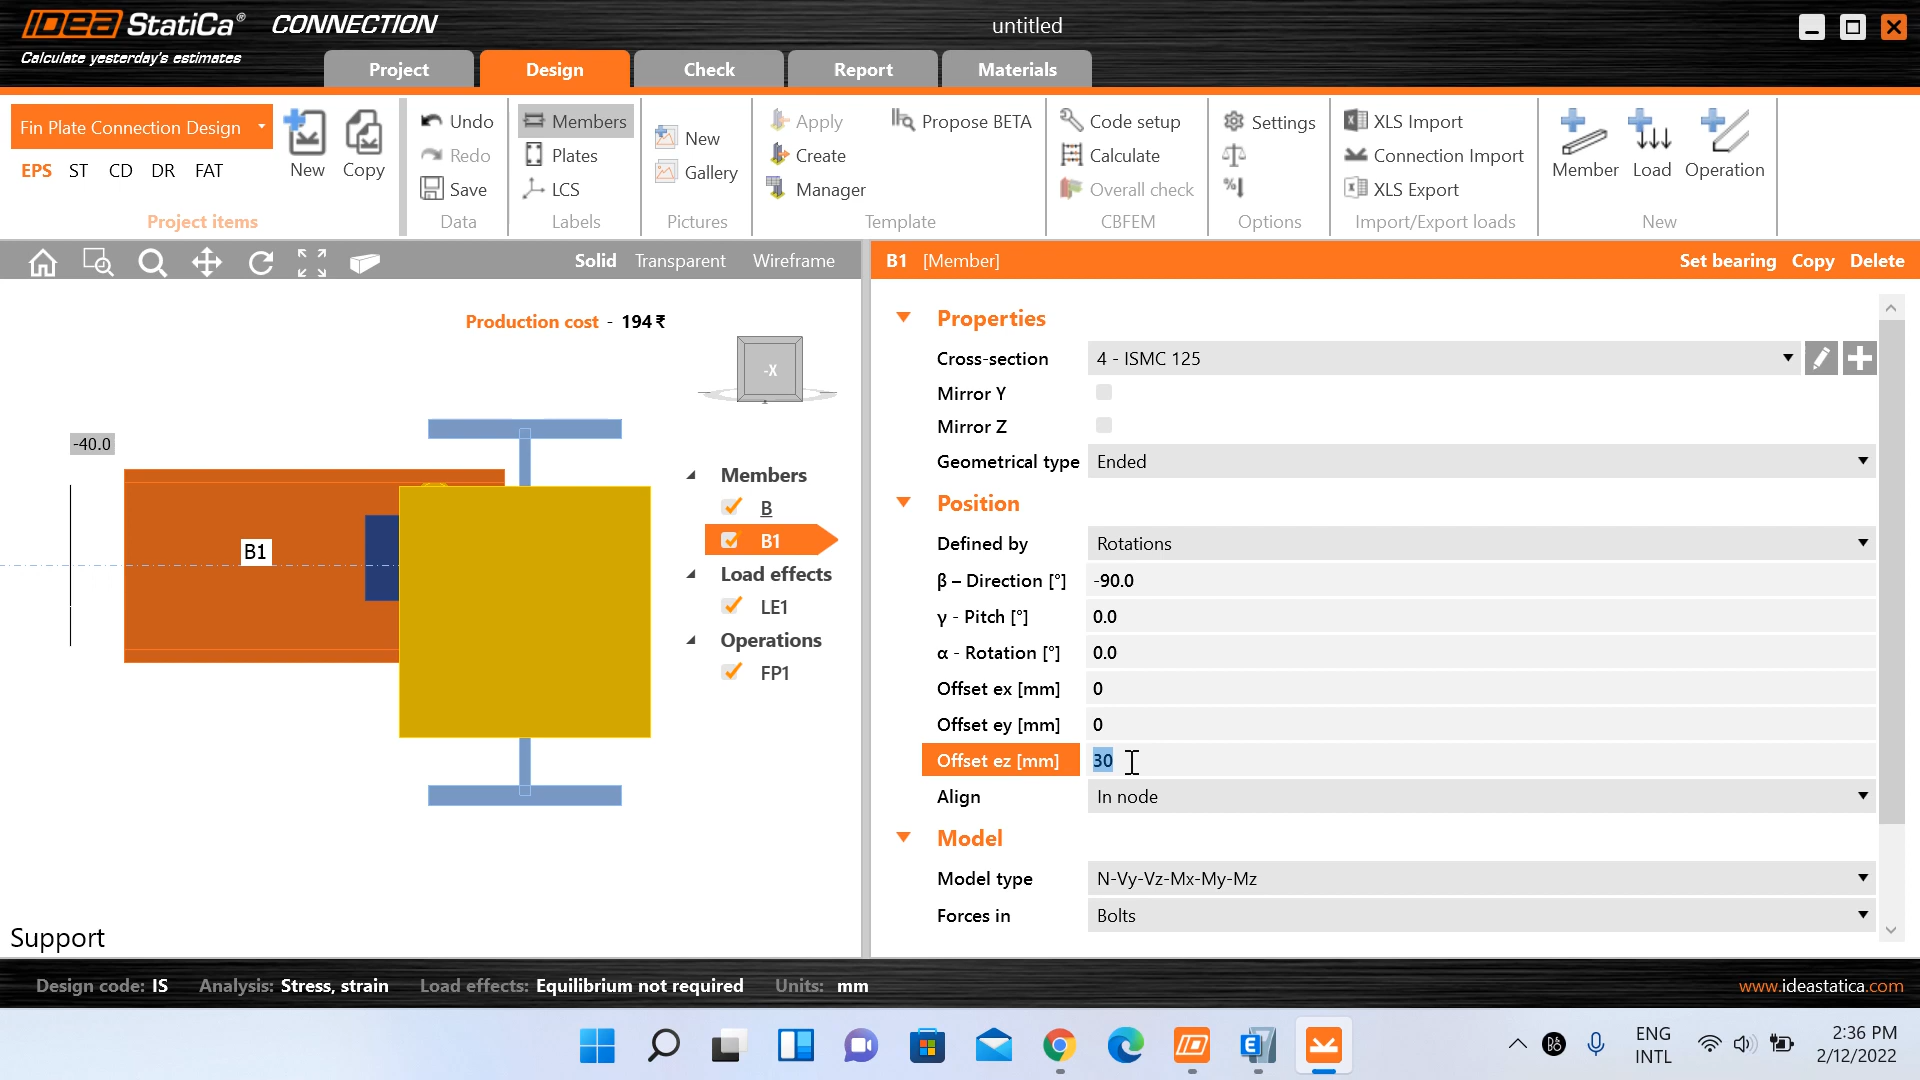 IDEA StatiCa® CONNECTION
Calculate yesterday's estimates
untitled
Project Design Check Report Materials
Fin Plate Connection Design
EPS ST CD DR FAT
New Copy
Project items
Undo
Redo
Save
Data
Members
Plates
LCS
Labels
New
Gallery
Pictures
Apply Propose BETA
Create
Manager
Template
Code setup
Calculate
Overall check
CBFEM
Settings
Options
XLS Import
Connection Import
XLS Export
Import/Export loads
Member Load Operation
New
Solid Transparent Wireframe
B1 [Member] Set bearing Copy Delete
Production cost - 194₹
-X
-40.0
B1
Members
B
B1
Load effects
LE1
Operations
FP1
Support
Properties
Cross-section 4 - ISMC 125
Mirror Y
Mirror Z
Geometrical type Ended
Position
Defined by Rotations
β – Direction [°] -90.0
γ - Pitch [°] 0.0
α - Rotation [°] 0.0
Offset ex [mm] 0
Offset ey [mm] 0
Offset ez [mm] 30
Align In node
Model
Model type N-Vy-Vz-Mx-My-Mz
Forces in Bolts
Design code: IS Analysis: Stress, strain Load effects: Equilibrium not required Units: mm www.ideastatica.com
ENG
INTL
2:36 PM
2/12/2022